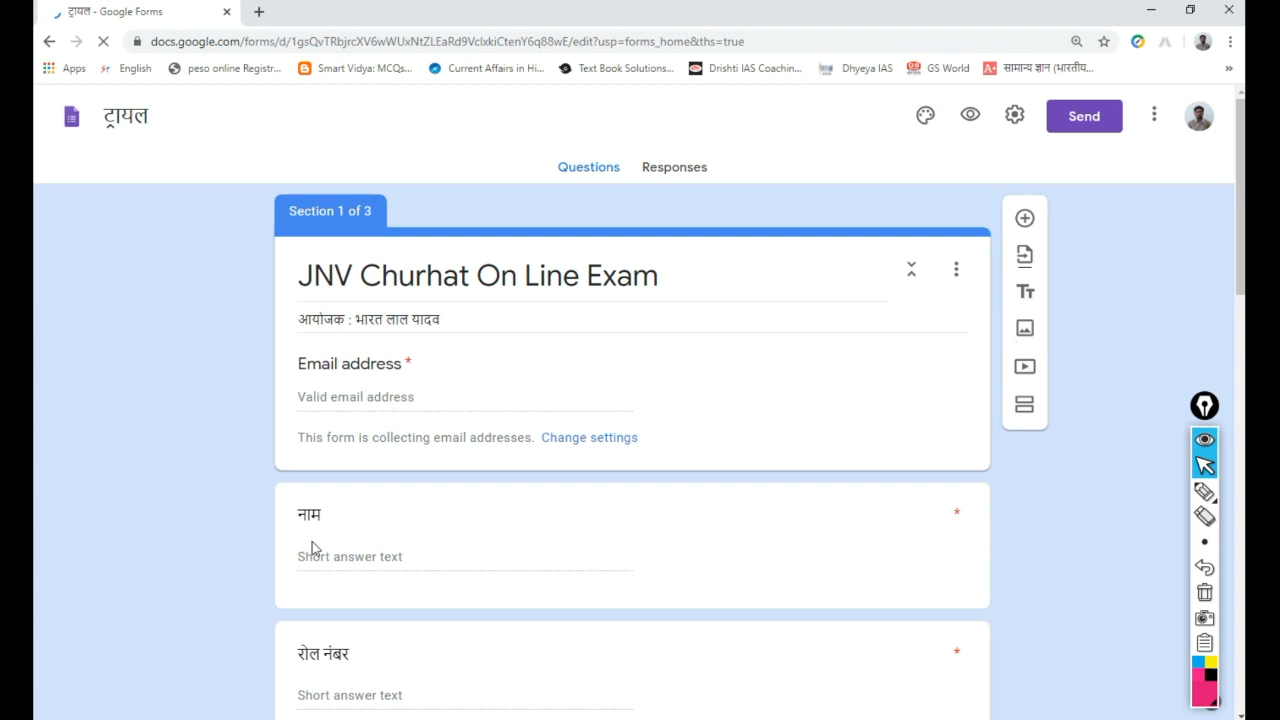 ट्रायल - Google Forms
docs.google.com/forms/d/1gsQvTRbjrcXV6wWUxNtZLEaRd9VclxkiCtenY6q88wE/edit?usp=forms_home&ths=true
Apps English peso online Registr... Smart Vidya: MCQs... Current Affairs in Hi... Text Book Solutions... Drishti IAS Coachin... Dhyeya IAS GS World सामान्य ज्ञान (भारतीय...
ट्रायल
Send
Questions Responses
Section 1 of 3
JNV Churhat On Line Exam
आयोजक : भारत लाल यादव
Email address *
Valid email address
This form is collecting email addresses. Change settings
नाम *
Short answer text
रोल नंबर *
Short answer text